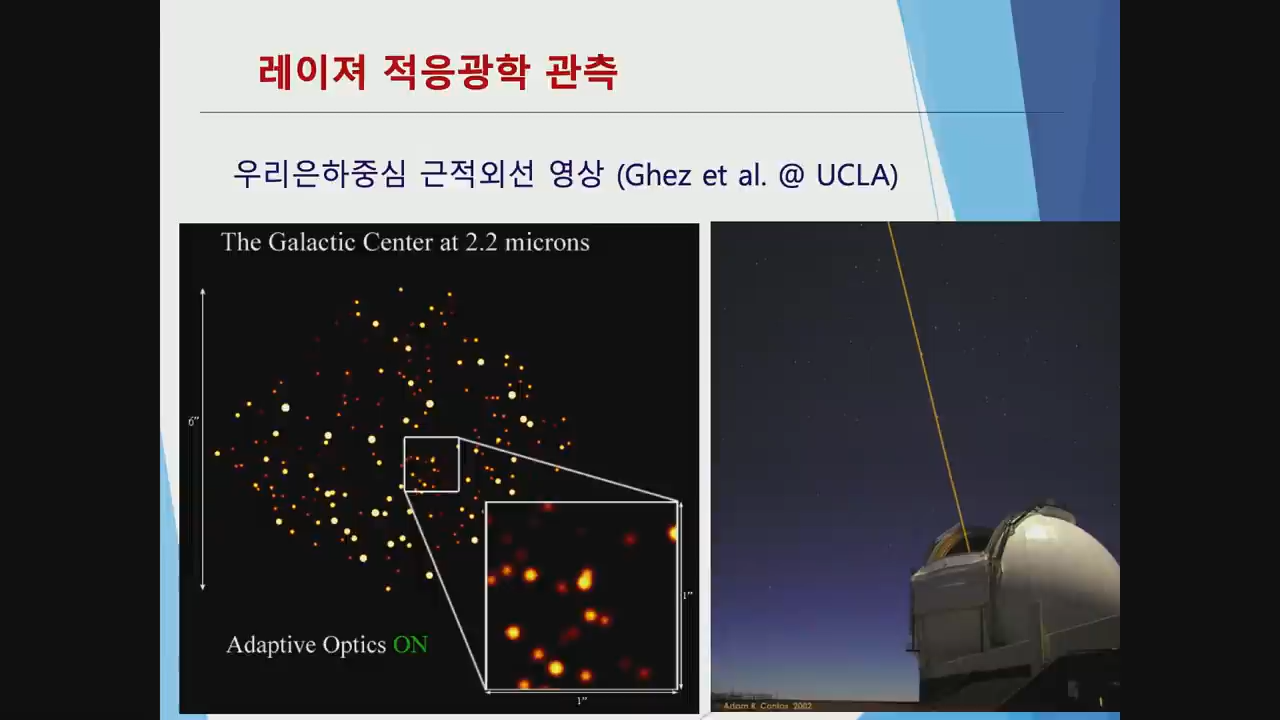 레이져 적응광학 관측
우리은하중심 근적외선 영상 (Ghez et al. @ UCLA)
The Galactic Center at 2.2 microns
6"
1"
Adaptive Optics ON
1"
Adam R. Contos 2002